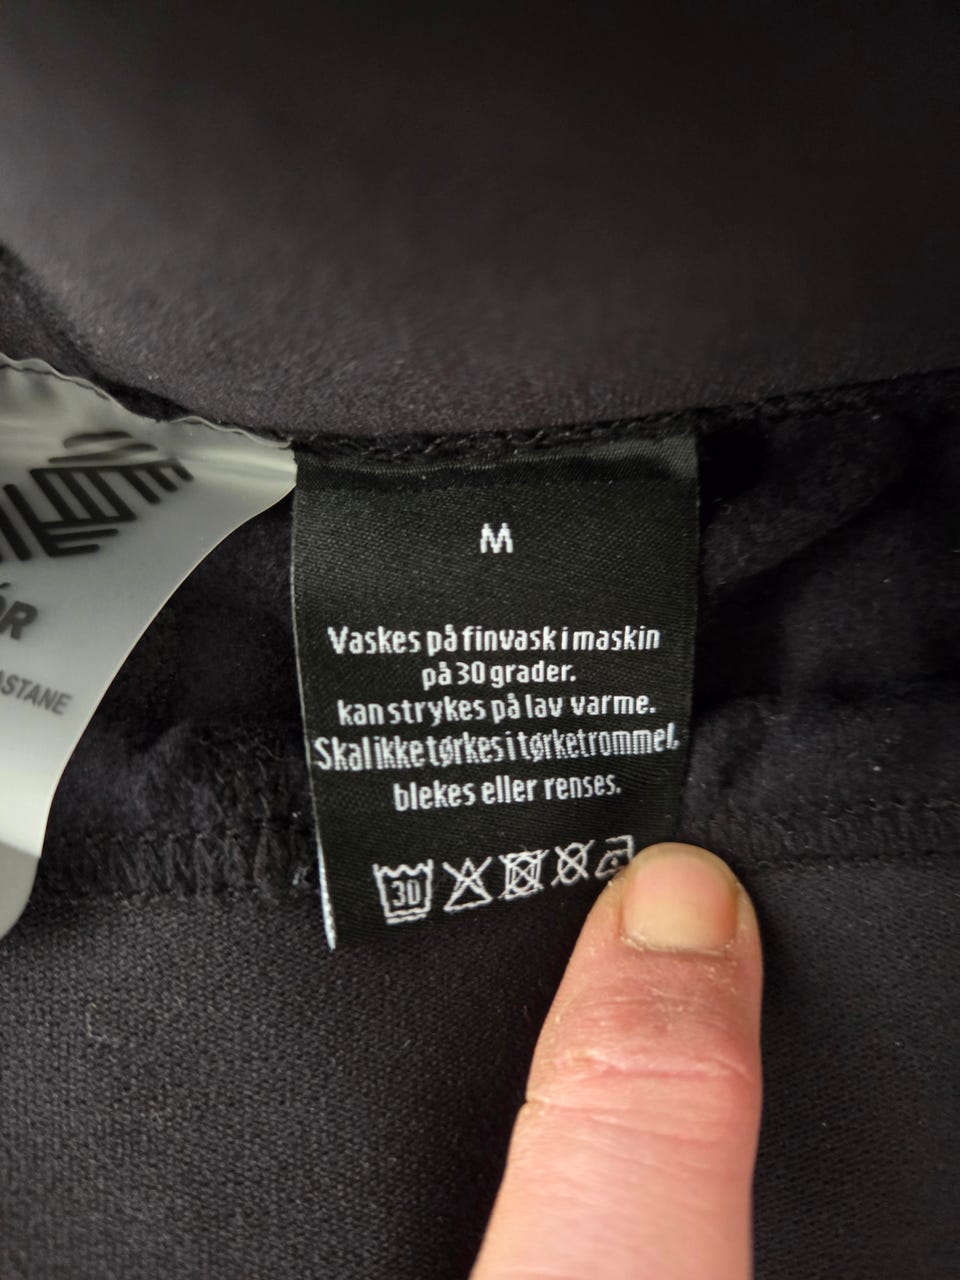 M
Vaskes på finvask i maskin
på 30 grader.
kan strykes på lav varme.
Skal ikke tørkes i tørketrommel,
blekes eller renses.
30